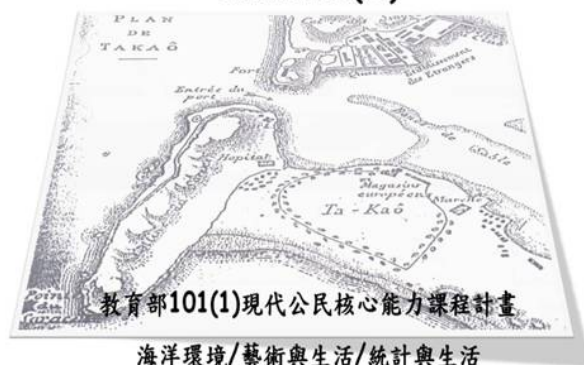 PLAN
DE
TAKAÔ
Fort
Etablissement
des Etrangers
Entrée du
port
Hopital
Magasins
européens
Marché
Ta-Kaô
教育部101(1)現代公民核心能力課程計畫
海洋環境/藝術與生活/統計與生活